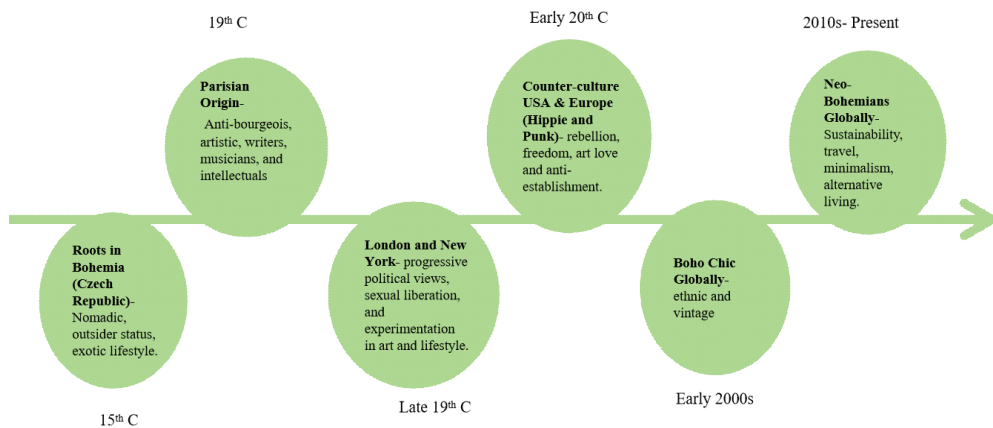 19th C
Parisian
Origin-
Anti-bourgeois,
artistic, writers,
musicians, and
intellectuals
Early 20th C
Counter-culture
USA & Europe
(Hippie and
Punk)- rebellion,
freedom, art love
and anti-
establishment.
2010s- Present
Neo-
Bohemians
Globally-
Sustainability,
travel,
minimalism,
alternative
living.
Roots in
Bohemia
(Czech
Republic)-
Nomadic,
outsider status,
exotic lifestyle.
15th C
London and New
York- progressive
political views,
sexual liberation,
and
experimentation
in art and lifestyle.
Late 19th C
Boho Chic
Globally-
ethnic and
vintage
Early 2000s